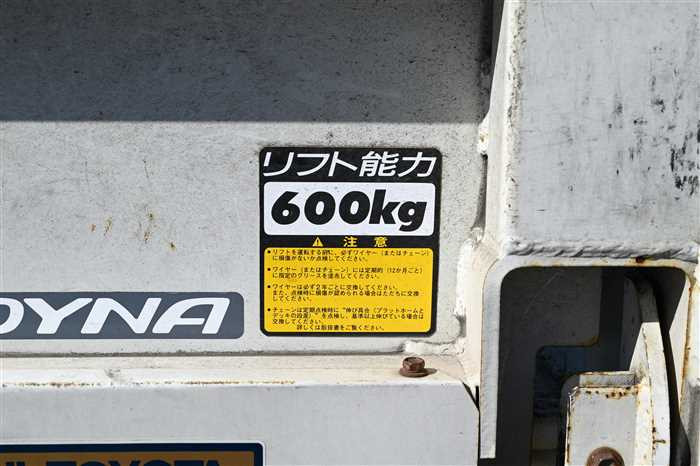 リフト能力
600kg
注意
●リフトを運転する前に、必ずワイヤー（またはチェーン）
に損傷がないか点検してください。
●ワイヤー（またはチェーン）には定期的（12か月ごと）
に指定のグリースを塗布してください。
●ワイヤーは必ず2年ごとに交換してください。
また、点検時に損傷が認められる場合はただちに交換
してください。
●チェーンは定期点検時に"伸び具合（プラットホームと
デッキの段差）"を点検し、基準以上伸びている場合は
交換してください。
詳しくは取扱書をご覧ください。
DYNA
TOYOTA